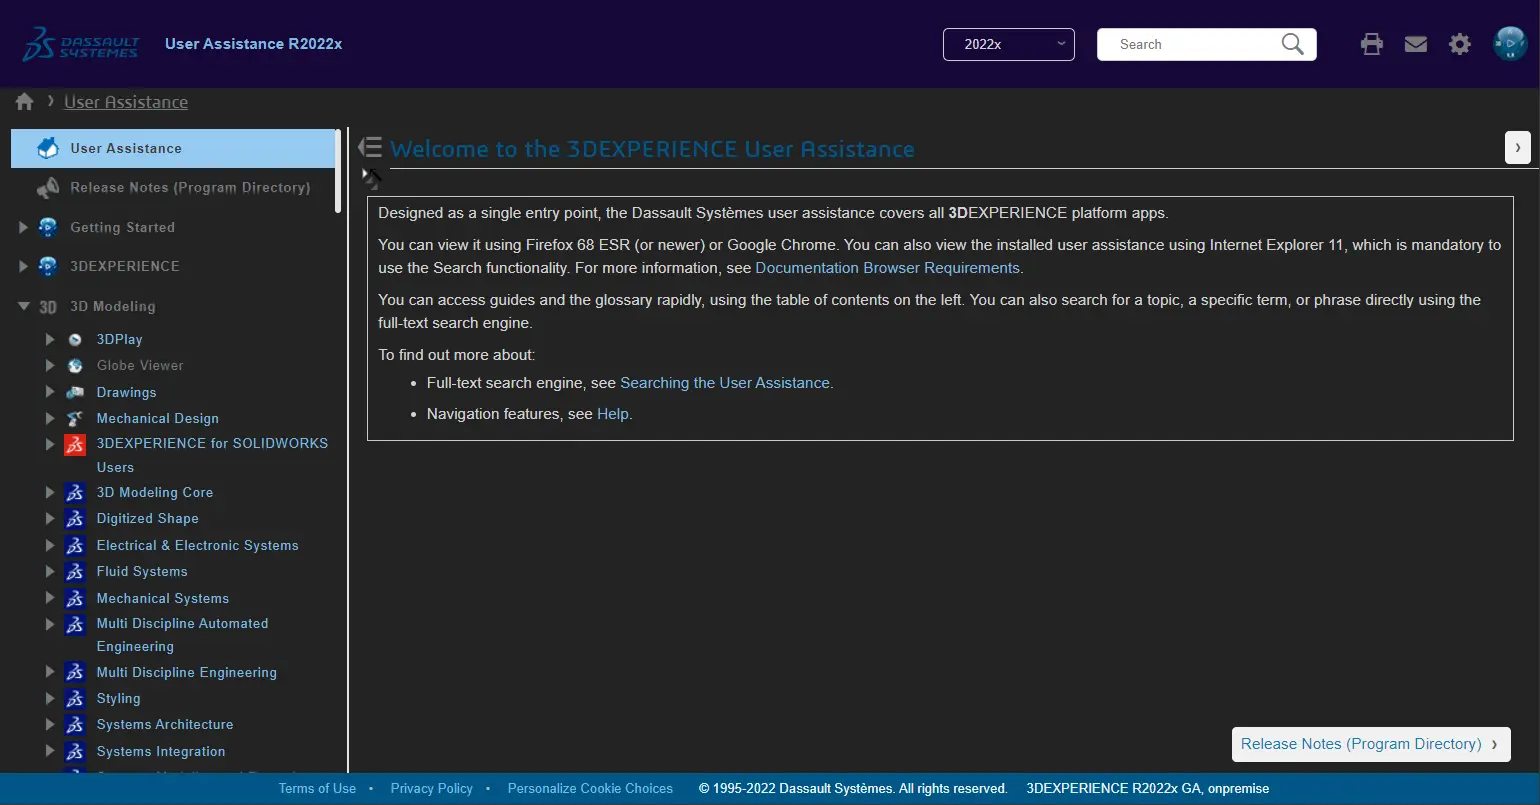 DASSAULT
SYSTEMES
User Assistance R2022x
2022x
Search
User Assistance
User Assistance
Release Notes (Program Directory)
Getting Started
3DEXPERIENCE
3D 3D Modeling
3DPlay
Globe Viewer
Drawings
Mechanical Design
3DEXPERIENCE for SOLIDWORKS
Users
3D Modeling Core
Digitized Shape
Electrical & Electronic Systems
Fluid Systems
Mechanical Systems
Multi Discipline Automated
Engineering
Multi Discipline Engineering
Styling
Systems Architecture
Systems Integration
Welcome to the 3DEXPERIENCE User Assistance
Designed as a single entry point, the Dassault Systèmes user assistance covers all 3DEXPERIENCE platform apps.
You can view it using Firefox 68 ESR (or newer) or Google Chrome. You can also view the installed user assistance using Internet Explorer 11, which is mandatory to
use the Search functionality. For more information, see Documentation Browser Requirements.
You can access guides and the glossary rapidly, using the table of contents on the left. You can also search for a topic, a specific term, or phrase directly using the
full-text search engine.
To find out more about:
• Full-text search engine, see Searching the User Assistance.
• Navigation features, see Help.
Release Notes (Program Directory)
Terms of Use • Privacy Policy • Personalize Cookie Choices © 1995-2022 Dassault Systèmes. All rights reserved. 3DEXPERIENCE R2022x GA, onpremise